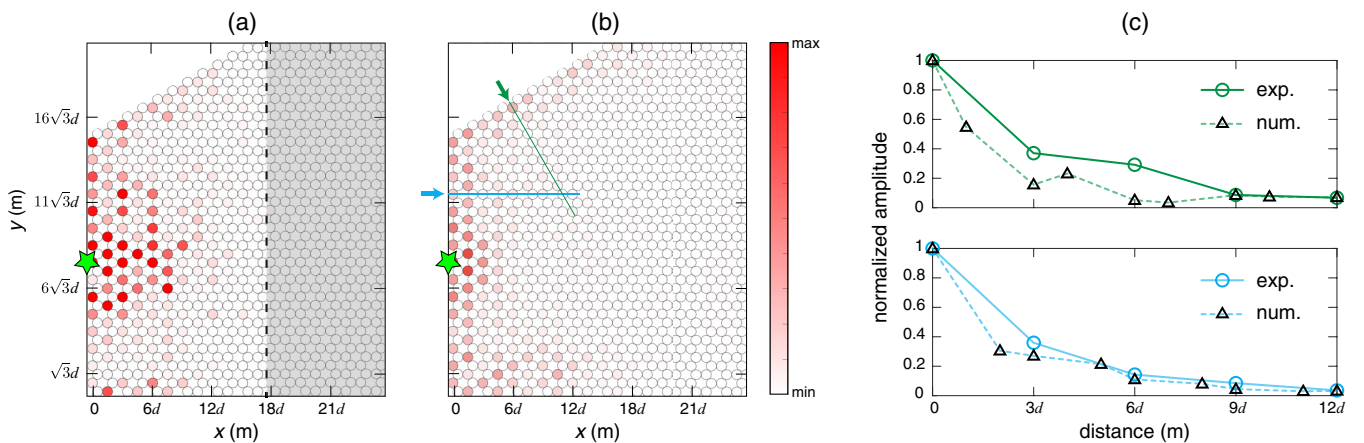 (a)
(b)
(c)
y (m)
16√3d
11√3d
6√3d
√3d
0 6d 12d 18d 21d
x (m)
0 6d 12d 18d 21d
x (m)
max
min
normalized amplitude
1
0.8
0.6
0.4
0.2
0
exp.
num.
1
0.8
0.6
0.4
0.2
0
exp.
num.
0 3d 6d 9d 12d
distance (m)